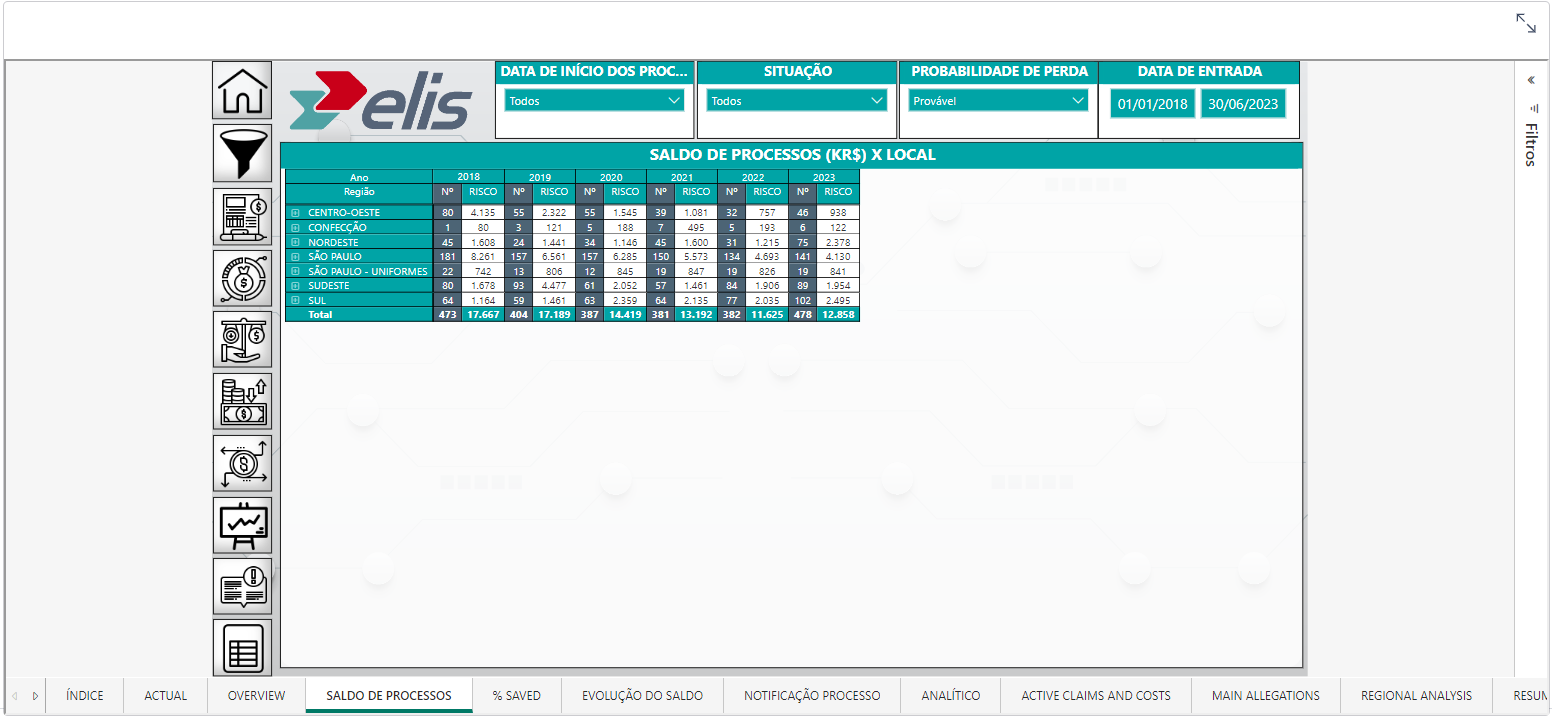 elis
DATA DE INÍCIO DOS PROC...
Todos
SITUAÇÃO
Todos
PROBABILIDADE DE PERDA
Provável
DATA DE ENTRADA
01/01/2018 30/06/2023
Filtros
SALDO DE PROCESSOS (KR$) X LOCAL
Ano 2018 2019 2020 2021 2022 2023
Região Nº RISCO Nº RISCO Nº RISCO Nº RISCO Nº RISCO Nº RISCO
CENTRO-OESTE 80 4.135 55 2.322 55 1.545 39 1.081 32 757 46 938
CONFECÇÃO 1 80 3 121 5 188 7 495 5 193 6 122
NORDESTE 45 1.608 24 1.441 34 1.146 45 1.600 31 1.215 75 2.378
SÃO PAULO 181 8.261 157 6.561 157 6.285 150 5.573 134 4.693 141 4.130
SÃO PAULO - UNIFORMES 22 742 13 806 12 845 19 847 19 826 19 841
SUDESTE 80 1.678 93 4.477 61 2.052 57 1.461 84 1.906 89 1.954
SUL 64 1.164 59 1.461 63 2.359 64 2.135 77 2.035 102 2.495
Total 473 17.667 404 17.189 387 14.419 381 13.192 382 11.625 478 12.858
ÍNDICE ACTUAL OVERVIEW SALDO DE PROCESSOS % SAVED EVOLUÇÃO DO SALDO NOTIFICAÇÃO PROCESSO ANALÍTICO ACTIVE CLAIMS AND COSTS MAIN ALLEGATIONS REGIONAL ANALYSIS RESUM